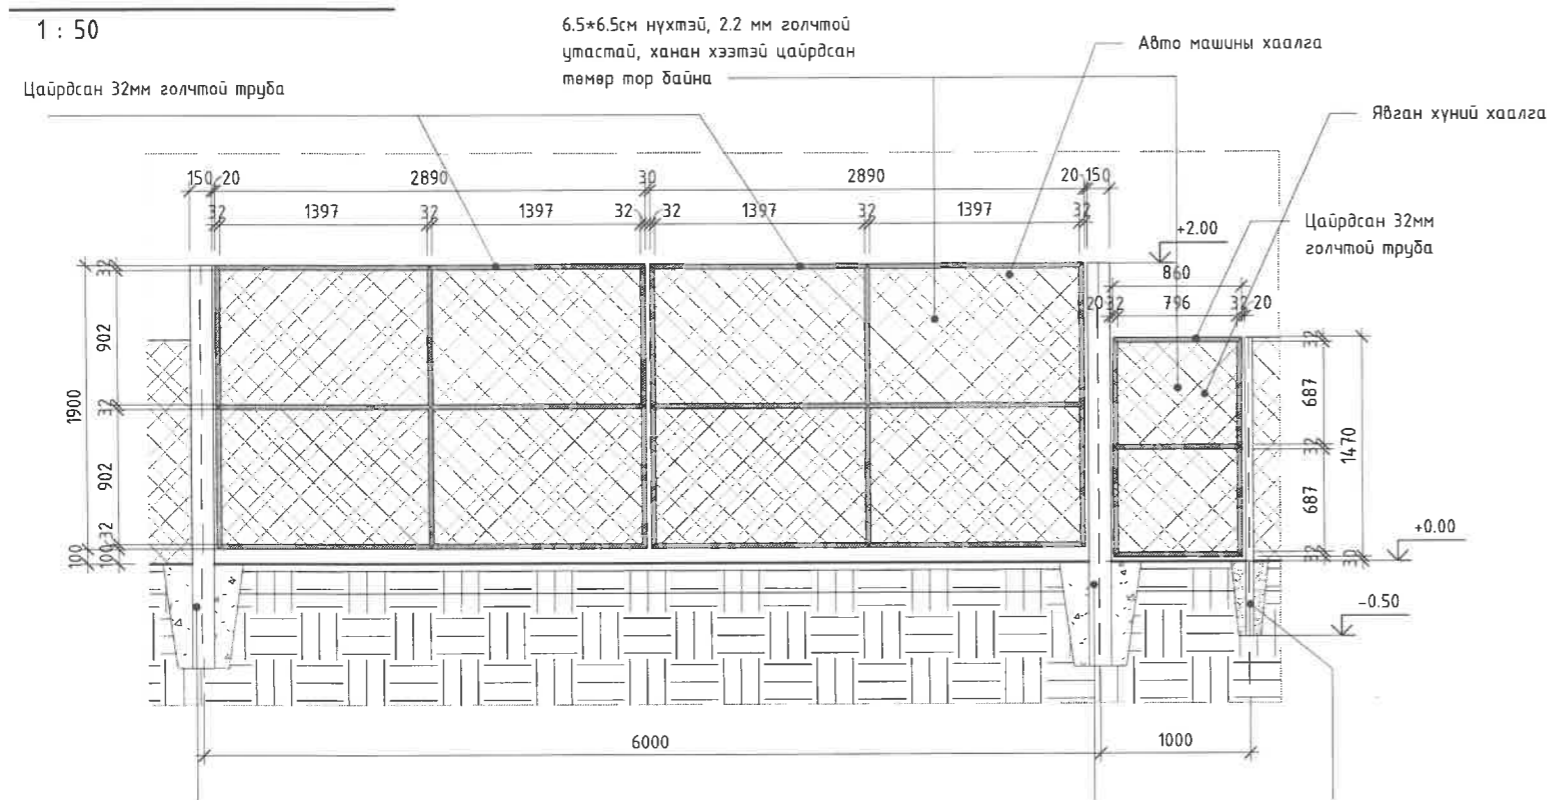 1 : 50
6.5*6.5см нүхтэй, 2.2 мм голчтой
утастай, ханан хээтэй цайрдсан
төмөр тор байна
Авто машины хаалга
Цайрдсан 32мм голчтой труба
Явган хүний хаалга
150 20 2890 30 2890 20 150
32 1397 32 1397 32 32 1397 32 1397 32
+2.00
Цайрдсан 32мм
голчтой труба
860
20 32 796 32 20
32
902
32
902
32
100
1900
100
32
687
32
687
32
30
1470
+0.00
-0.50
6000
1000